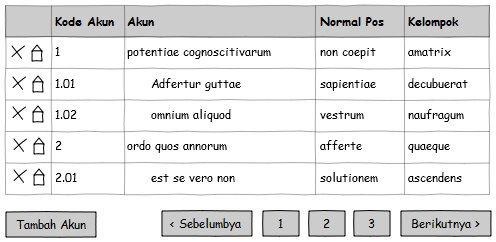 Kode Akun Akun Normal Pos Kelompok
1 potentiae cognoscitivarum non coepit amatrix
1.01 Adfertur guttae sapientiae decubuerat
1.02 omnium aliquod vestrum naufragum
2 ordo quos annorum afferte quaeque
2.01 est se vero non solutionem ascendens
Tambah Akun < Sebelumbya 1 2 3 Berikutnya >